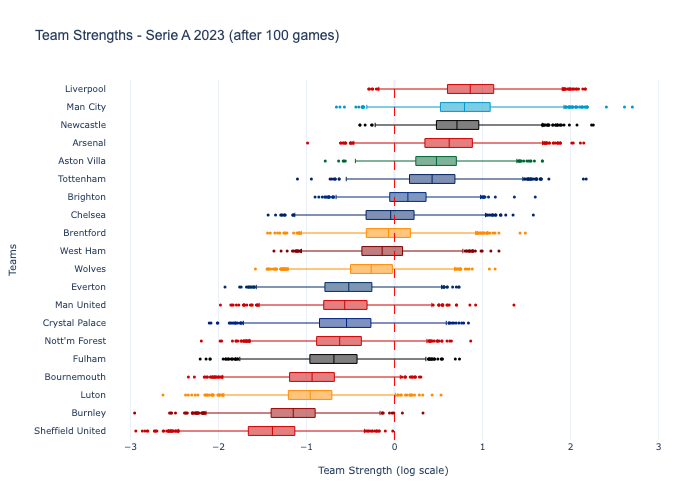 Team Strengths - Serie A 2023 (after 100 games)
Liverpool
Man City
Newcastle
Arsenal
Aston Villa
Tottenham
Brighton
Chelsea
Brentford
West Ham
Wolves
Everton
Man United
Crystal Palace
Nott'm Forest
Fulham
Bournemouth
Luton
Burnley
Sheffield United
Teams
−3 −2 −1 0 1 2 3
Team Strength (log scale)